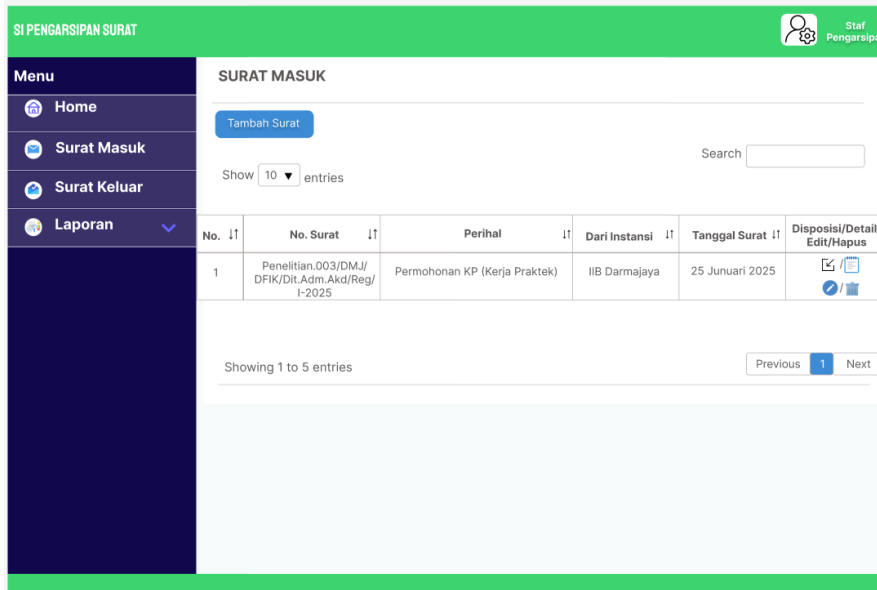 SI PENGARSIPAN SURAT
Staf
Pengarsipa
Menu
Home
Surat Masuk
Surat Keluar
Laporan
SURAT MASUK
Tambah Surat
Search
Show 10 entries
No. No. Surat Perihal Dari Instansi Tanggal Surat Disposisi/Detail
Edit/Hapus
1 Penelitian.003/DMJ/
DFIK/Dit.Adm.Akd/Reg/
I-2025
Permohonan KP (Kerja Praktek) IIB Darmajaya 25 Junuari 2025 /
/
Showing 1 to 5 entries
Previous 1 Next